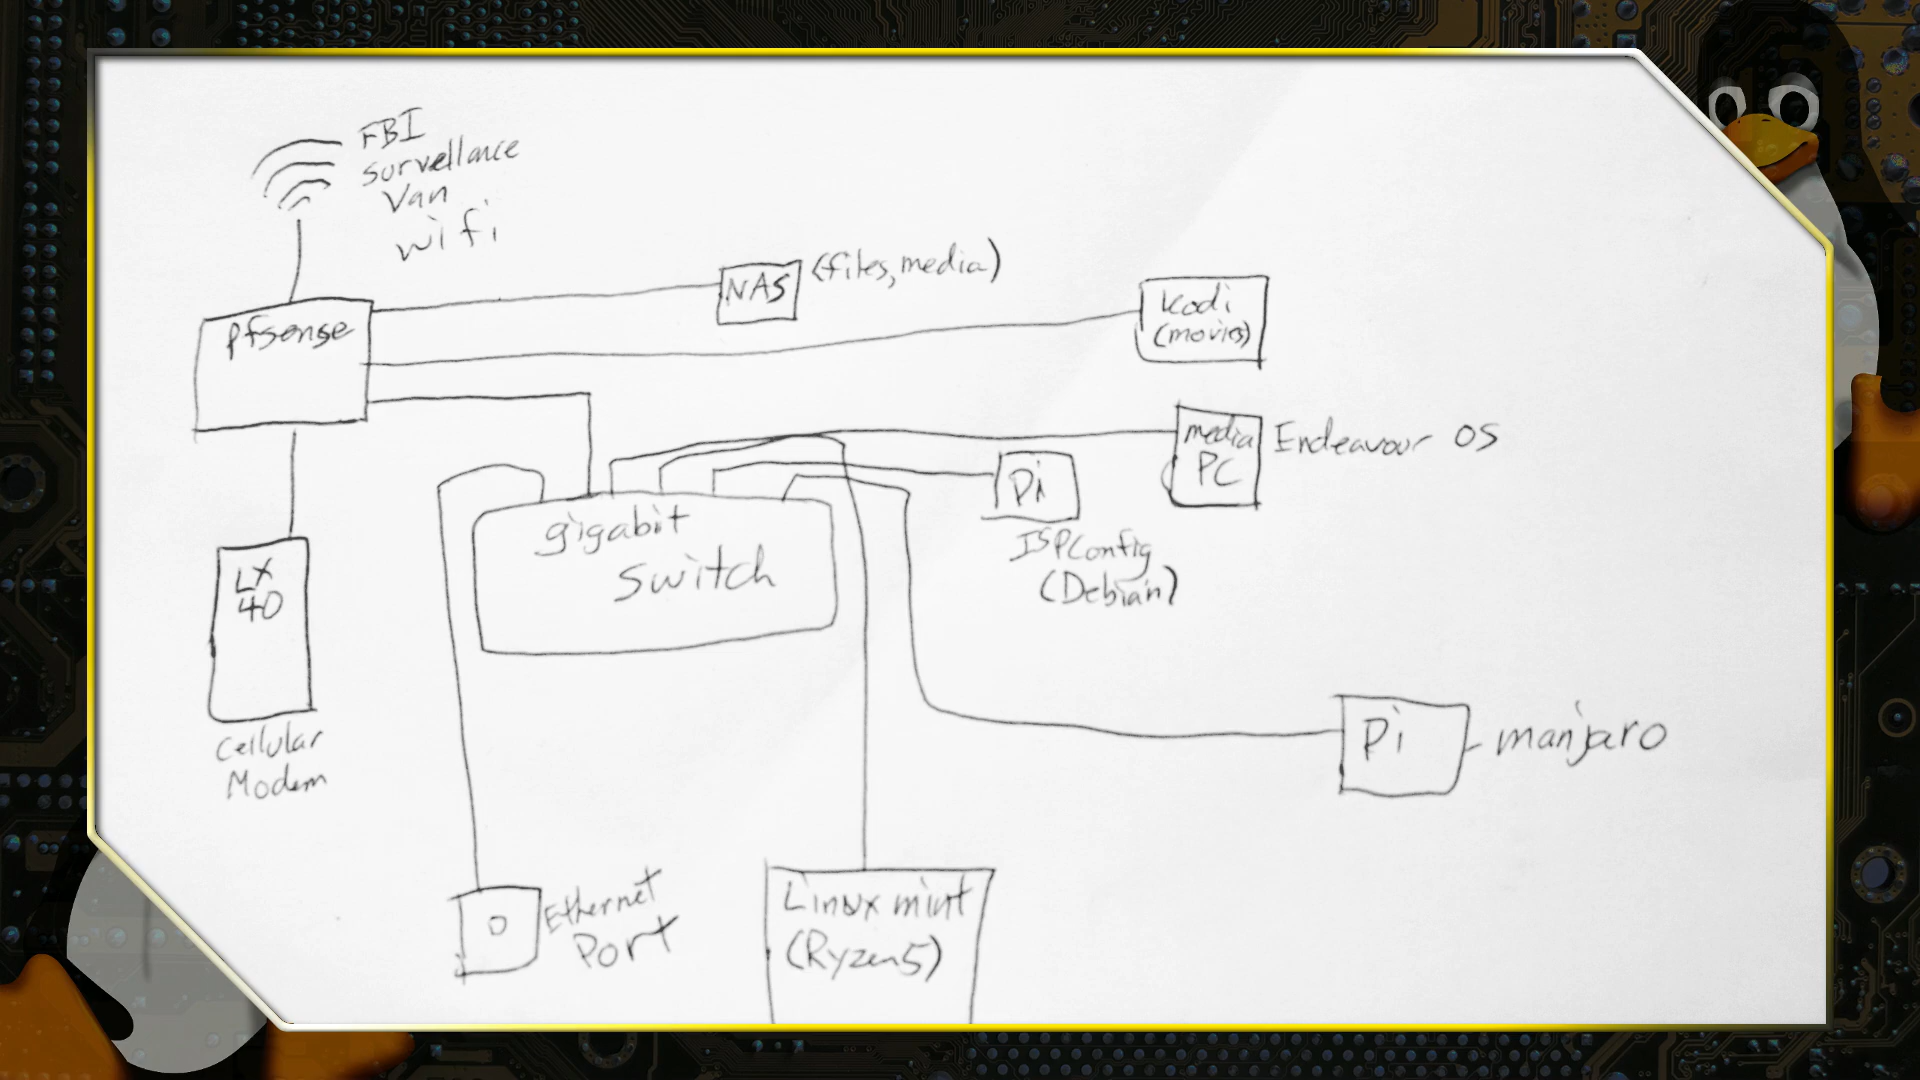 FBI
survellance
Van
wifi
NAS (files, media)
pfsense
Kodi
(movies)
media
PC
Endeavour OS
Pi
ISPConfig
(Debian)
gigabit
switch
LX
40
Cellular
Modem
Pi - manjaro
Ethernet
Port
Linux mint
(Ryzen5)